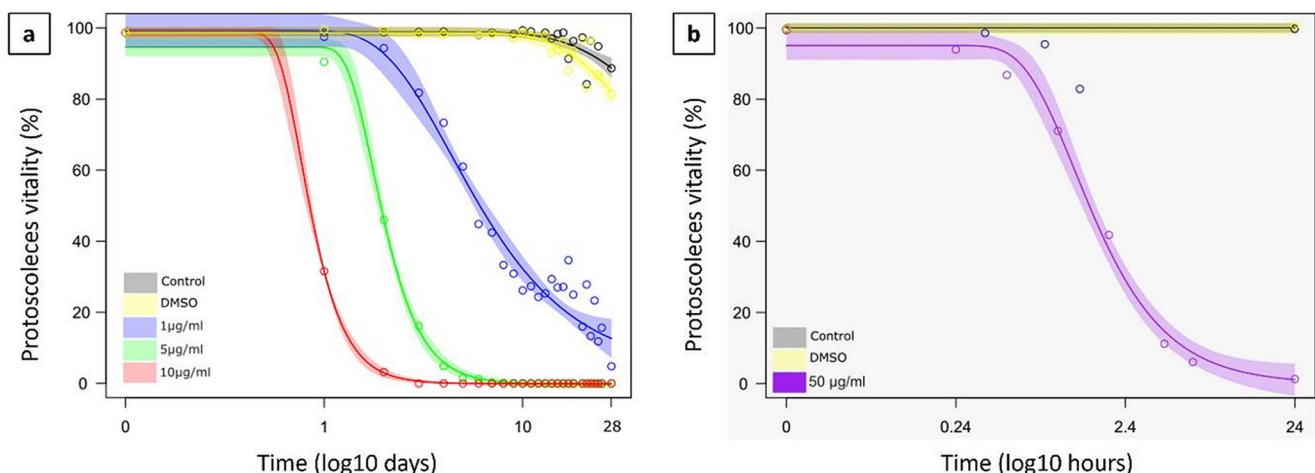 a
Protoscoleces vitality (%)
100
80
60
40
20
0
Control
DMSO
1µg/ml
5µg/ml
10µg/ml
0 1 10 28
Time (log10 days)
b
Protoscoleces vitality (%)
100
80
60
40
20
0
Control
DMSO
50 µg/ml
0 0.24 2.4 24
Time (log10 hours)